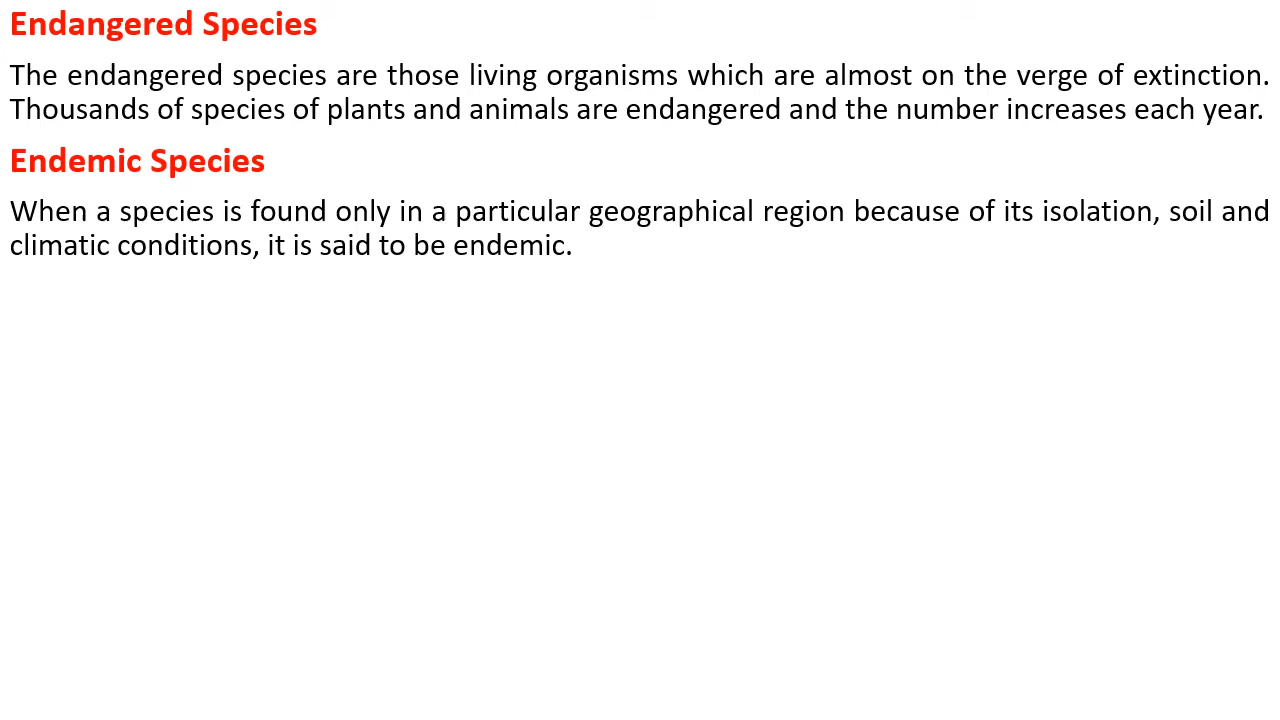 Endangered Species
The endangered species are those living organisms which are almost on the verge of extinction.
Thousands of species of plants and animals are endangered and the number increases each year.
Endemic Species
When a species is found only in a particular geographical region because of its isolation, soil and
climatic conditions, it is said to be endemic.